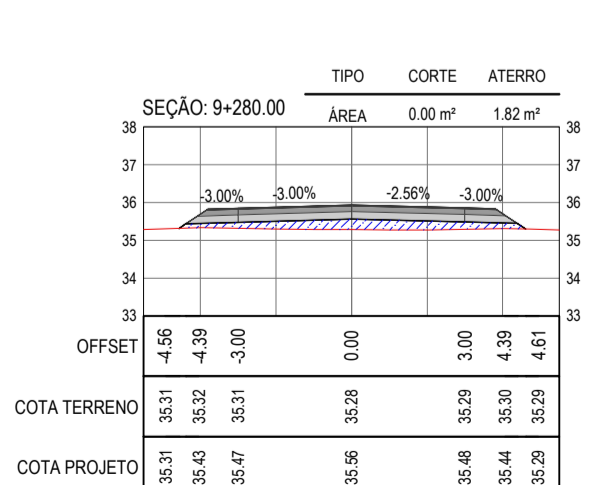 TIPO CORTE ATERRO
SEÇÃO: 9+280.00
ÁREA 0.00 m² 1.82 m²
38 38
37 37
-3.00% -3.00% -2.56% -3.00%
36 36
35 35
34 34
33 33
OFFSET -4.56 -4.39 -3.00 0.00 3.00 4.39 4.61
COTA TERRENO 35.31 35.32 35.31 35.28 35.29 35.30 35.29
COTA PROJETO 35.31 35.43 35.47 35.56 35.48 35.44 35.29